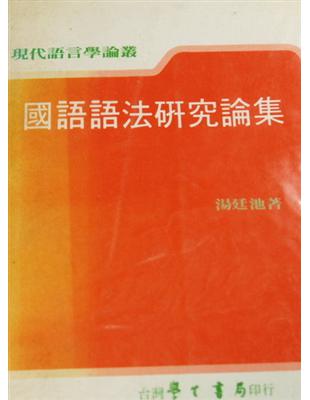 現代語言學論叢
國語語法研究論集
湯廷池著
台灣學生書局印行